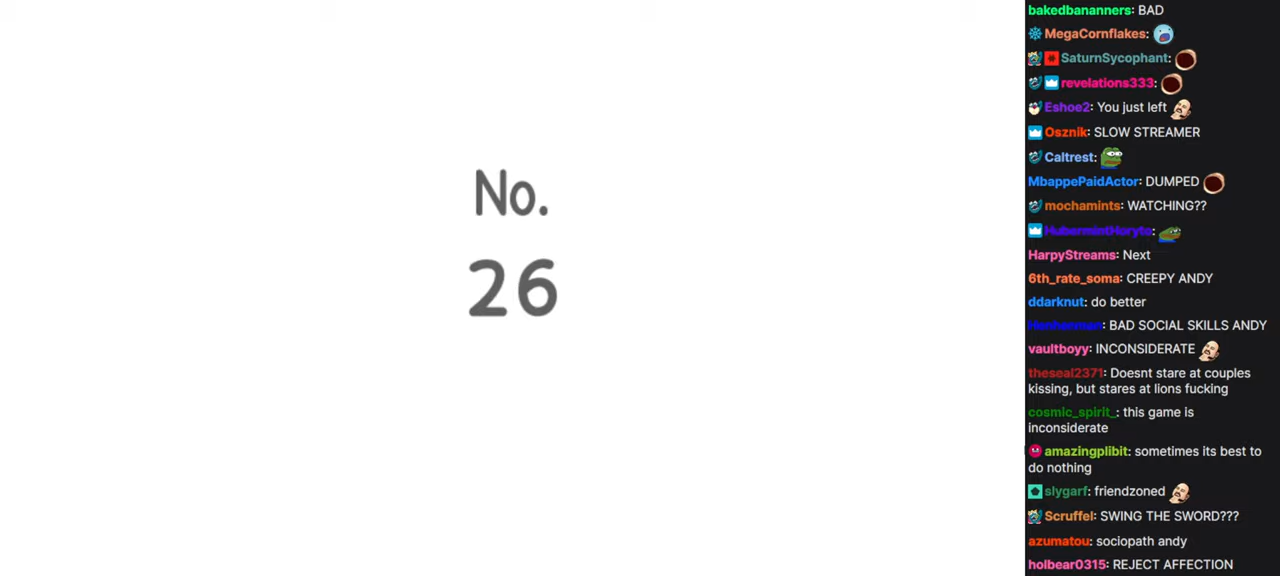 No.
26
bakedbananners: BAD
MegaCornflakes:
SaturnSycophant:
revelations333:
Eshoe2: You just left
Osznik: SLOW STREAMER
Caltrest:
MbappePaidActor: DUMPED
mochamints: WATCHING??
HubermintHoryto:
HarpyStreams: Next
6th_rate_soma: CREEPY ANDY
ddarknut: do better
BAD SOCIAL SKILLS ANDY
vaultboyy: INCONSIDERATE
theseal2371: Doesnt stare at couples
kissing, but stares at lions fucking
cosmic_spirit_: this game is
inconsiderate
amazingplibit: sometimes its best to
do nothing
slygarf: friendzoned
Scruffel: SWING THE SWORD???
azumatou: sociopath andy
holbear0315: REJECT AFFECTION